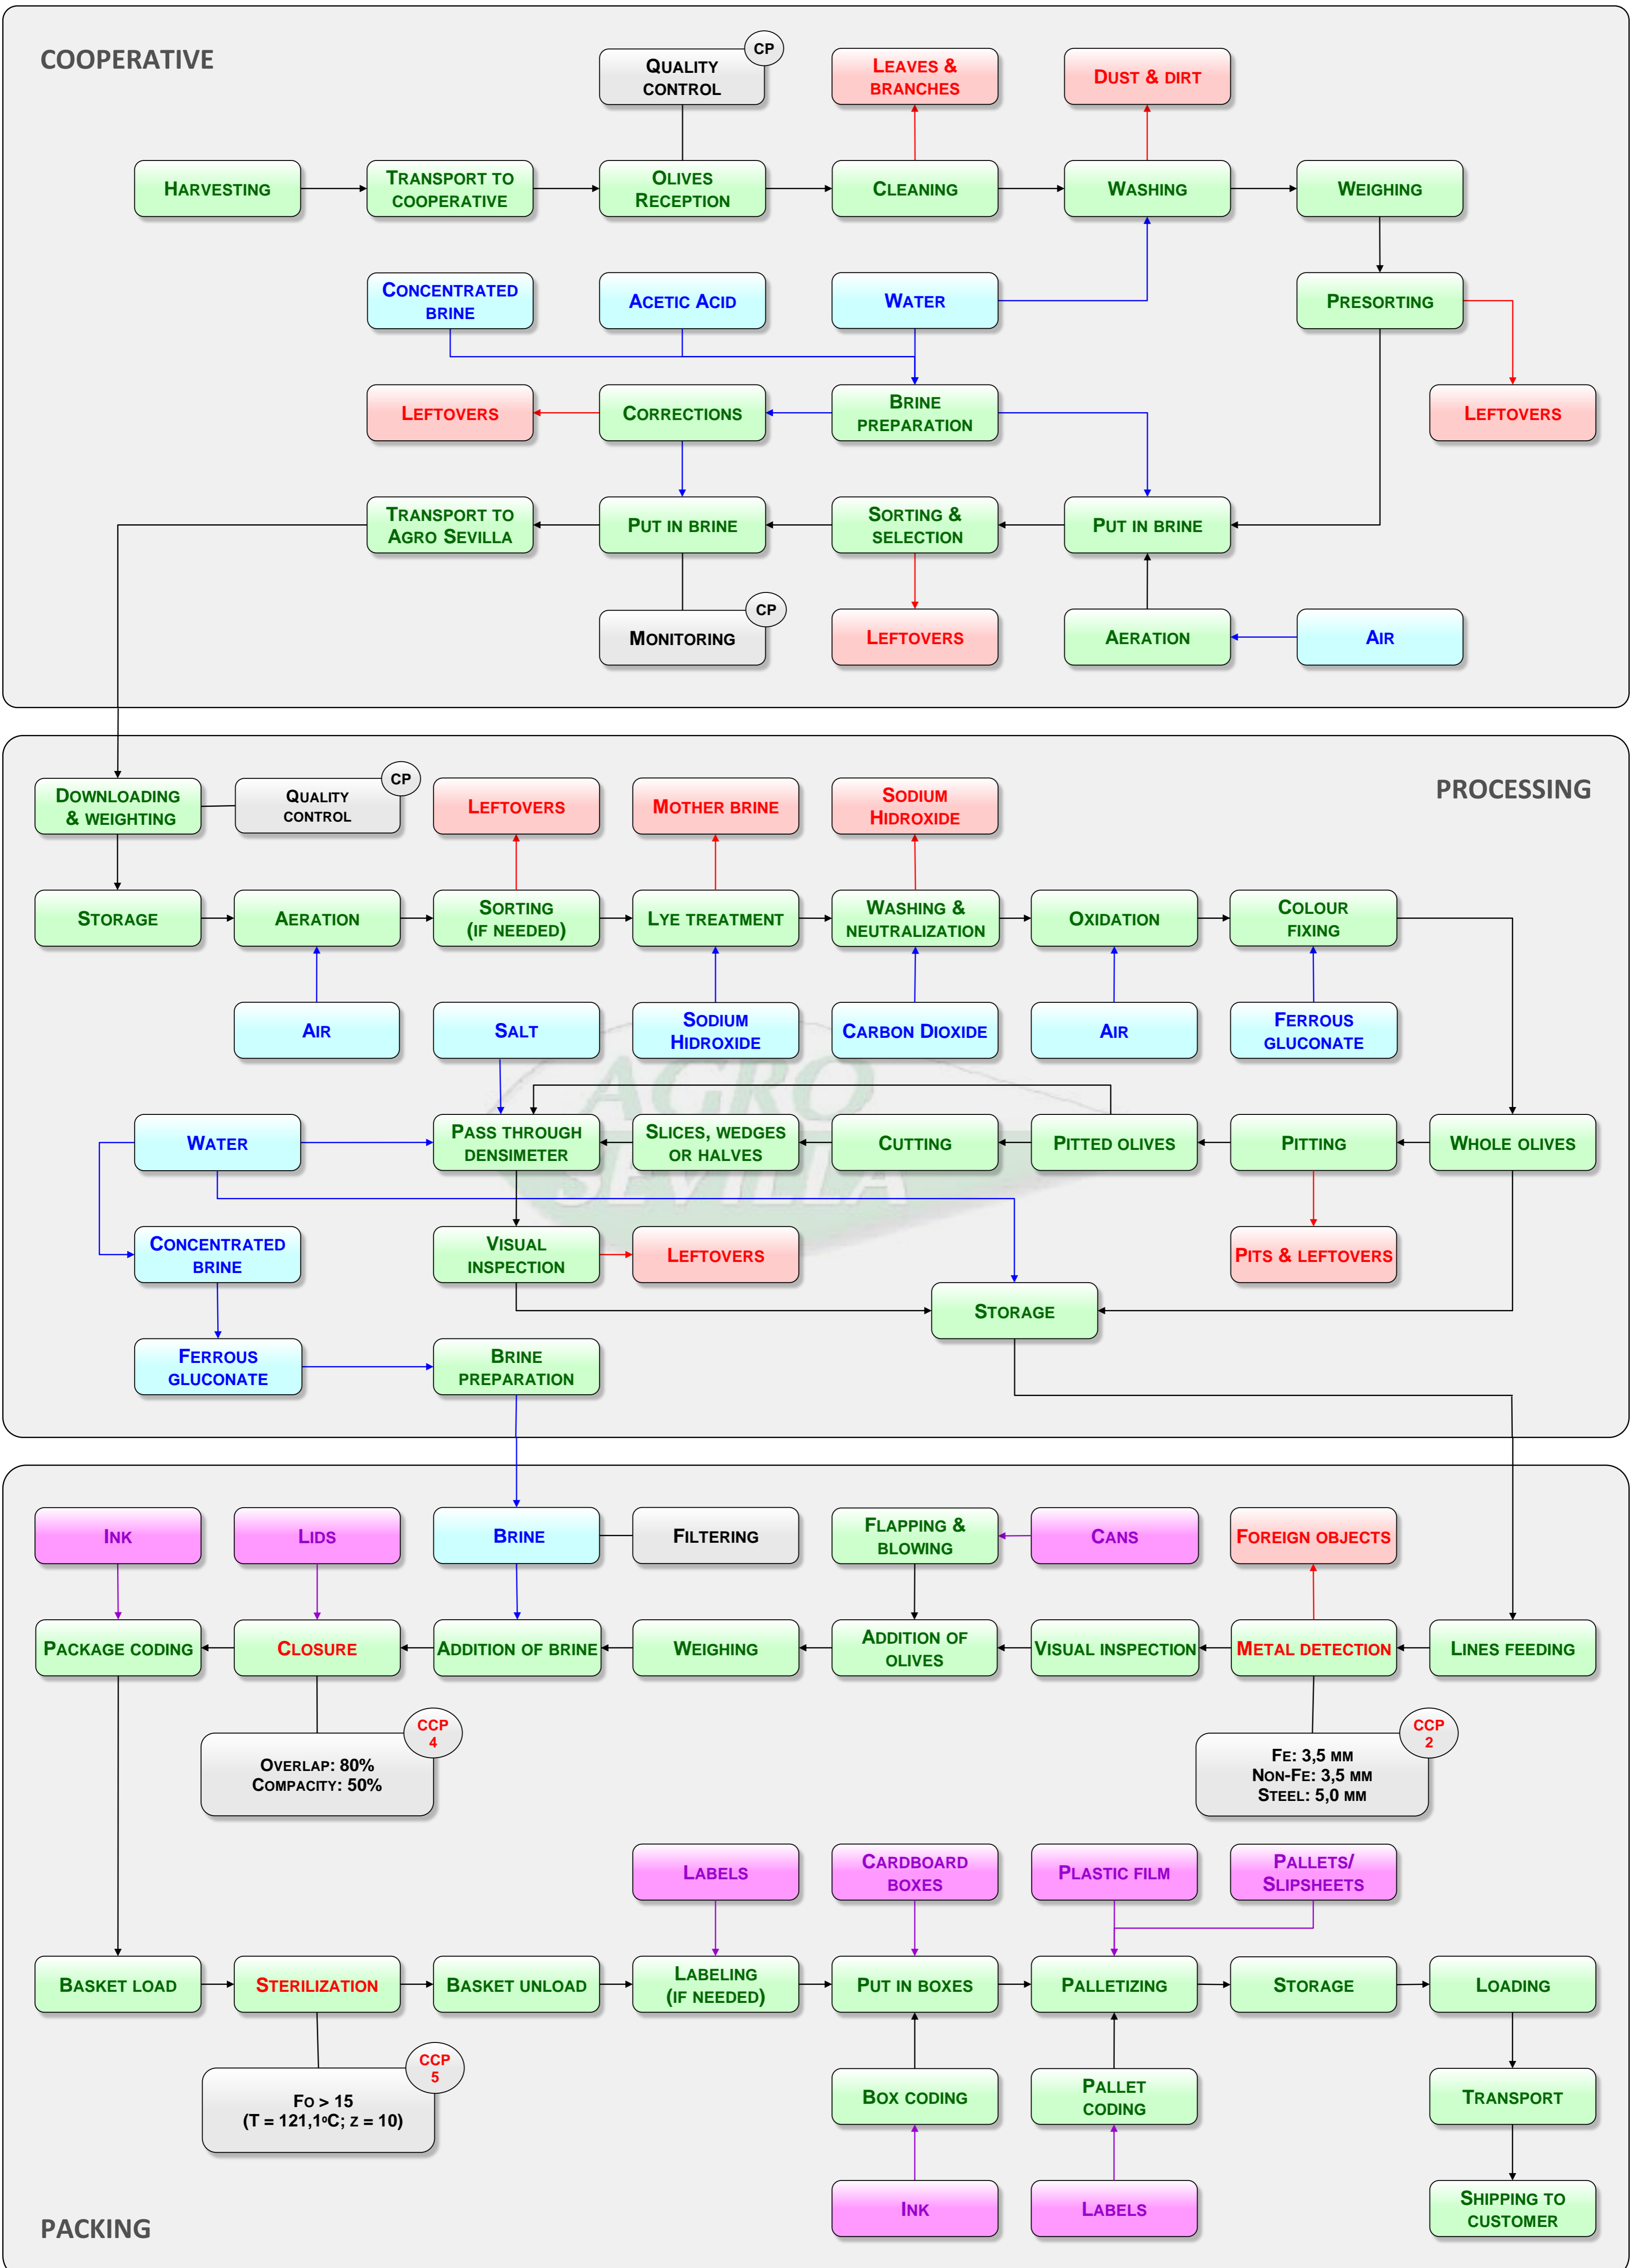 COOPERATIVE
QUALITY
CONTROL
CP
LEAVES &
BRANCHES
DUST & DIRT
HARVESTING
TRANSPORT TO
COOPERATIVE
OLIVES
RECEPTION
CLEANING
WASHING
WEIGHING
CONCENTRATED
BRINE
ACETIC ACID
WATER
PRESORTING
LEFTOVERS
CORRECTIONS
BRINE
PREPARATION
LEFTOVERS
TRANSPORT TO
AGRO SEVILLA
PUT IN BRINE
SORTING &
SELECTION
PUT IN BRINE
MONITORING
CP
LEFTOVERS
AERATION
AIR
PROCESSING
DOWNLOADING
& WEIGHTING
QUALITY
CONTROL
CP
LEFTOVERS
MOTHER BRINE
SODIUM
HIDROXIDE
STORAGE
AERATION
SORTING
(IF NEEDED)
LYE TREATMENT
WASHING &
NEUTRALIZATION
OXIDATION
COLOUR
FIXING
AIR
SALT
SODIUM
HIDROXIDE
CARBON DIOXIDE
AIR
FERROUS
GLUCONATE
AGRO
SEVILLA
WATER
PASS THROUGH
DENSIMETER
SLICES, WEDGES
OR HALVES
CUTTING
PITTED OLIVES
PITTING
WHOLE OLIVES
CONCENTRATED
BRINE
VISUAL
INSPECTION
LEFTOVERS
PITS & LEFTOVERS
STORAGE
FERROUS
GLUCONATE
BRINE
PREPARATION
INK
LIDS
BRINE
FILTERING
FLAPPING &
BLOWING
CANS
FOREIGN OBJECTS
PACKAGE CODING
CLOSURE
ADDITION OF BRINE
WEIGHING
ADDITION OF
OLIVES
VISUAL INSPECTION
METAL DETECTION
LINES FEEDING
CCP
4
OVERLAP: 80%
COMPACITY: 50%
CCP
2
FE: 3,5 MM
NON-FE: 3,5 MM
STEEL: 5,0 MM
LABELS
CARDBOARD
BOXES
PLASTIC FILM
PALLETS/
SLIPSHEETS
BASKET LOAD
STERILIZATION
BASKET UNLOAD
LABELING
(IF NEEDED)
PUT IN BOXES
PALLETIZING
STORAGE
LOADING
CCP
5
FO > 15
(T = 121,1ºC; Z = 10)
BOX CODING
PALLET
CODING
TRANSPORT
INK
LABELS
SHIPPING TO
CUSTOMER
PACKING